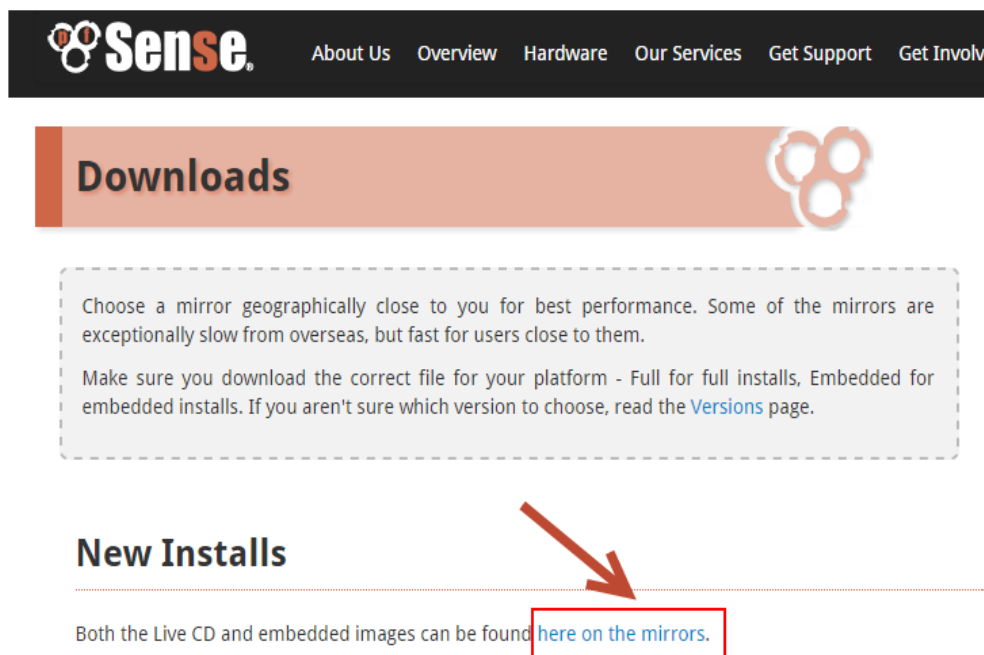 pf Sense®
About Us Overview Hardware Our Services Get Support Get Involv
Downloads
Choose a mirror geographically close to you for best performance. Some of the mirrors are
exceptionally slow from overseas, but fast for users close to them.
Make sure you download the correct file for your platform - Full for full installs, Embedded for
embedded installs. If you aren't sure which version to choose, read the Versions page.
New Installs
Both the Live CD and embedded images can be found here on the mirrors.